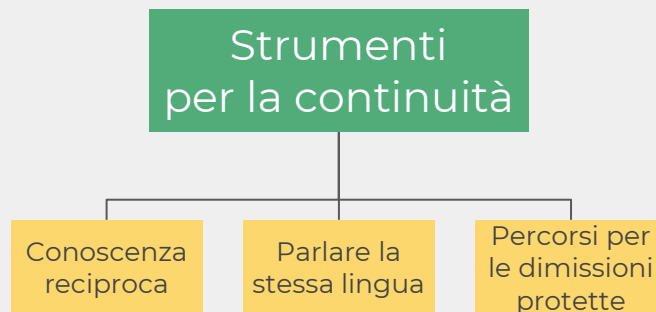 Strumenti
per la continuità
Conoscenza
reciproca
Parlare la
stessa lingua
Percorsi per
le dimissioni
protette